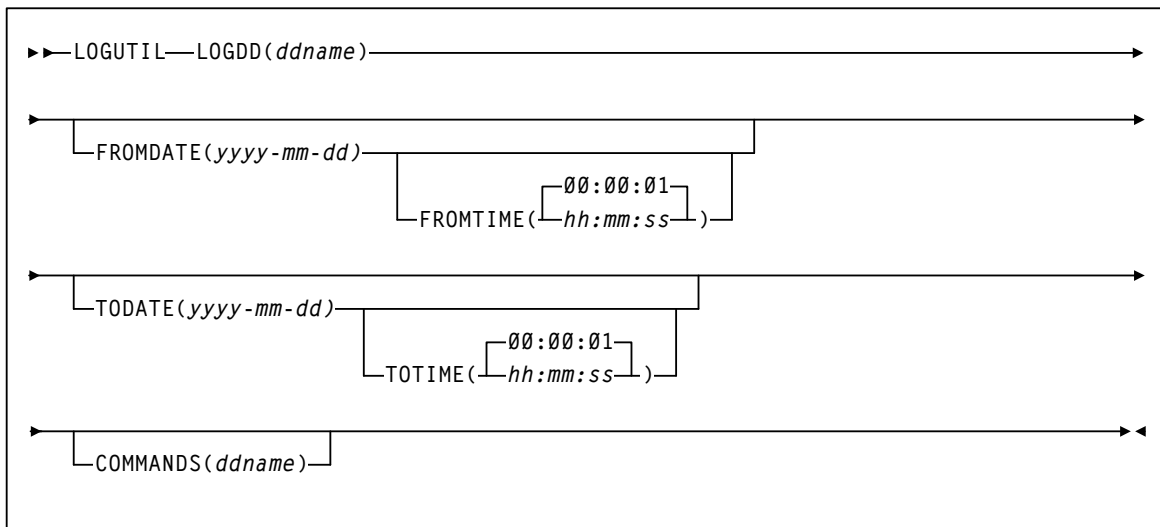 LOGUTIL LOGDD(ddname)
FROMDATE(yyyy-mm-dd)
00:00:01
FROMTIME( hh:mm:ss )
TODATE(yyyy-mm-dd)
00:00:01
TOTIME( hh:mm:ss )
COMMANDS(ddname)